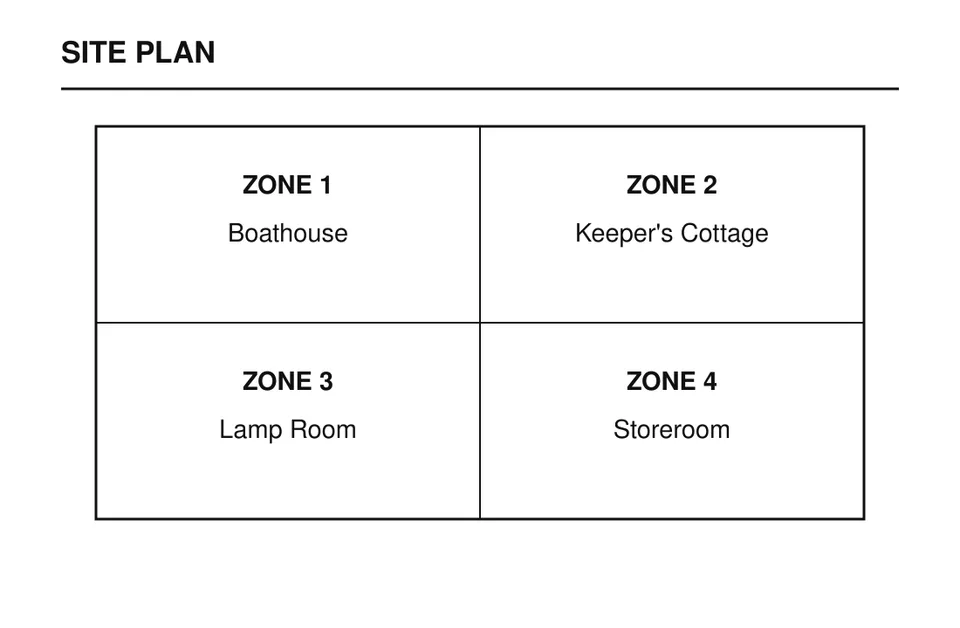 SITE PLAN
ZONE 1
Boathouse
ZONE 2
Keeper's Cottage
ZONE 3
Lamp Room
ZONE 4
Storeroom